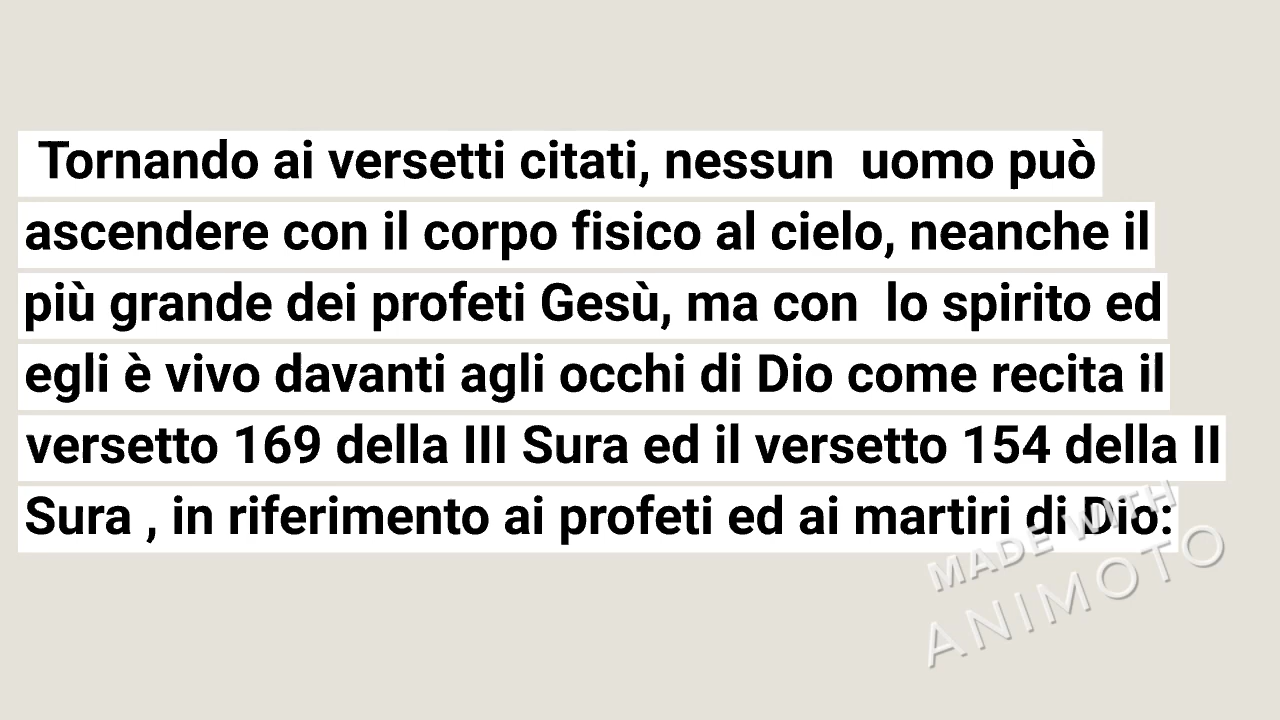 Tornando ai versetti citati, nessun  uomo può
ascendere con il corpo fisico al cielo, neanche il
più grande dei profeti Gesù, ma con  lo spirito ed
egli è vivo davanti agli occhi di Dio come recita il
versetto 169 della III Sura ed il versetto 154 della II
Sura , in riferimento ai profeti ed ai martiri di Dio:
MADE WITH
ANIMOTO